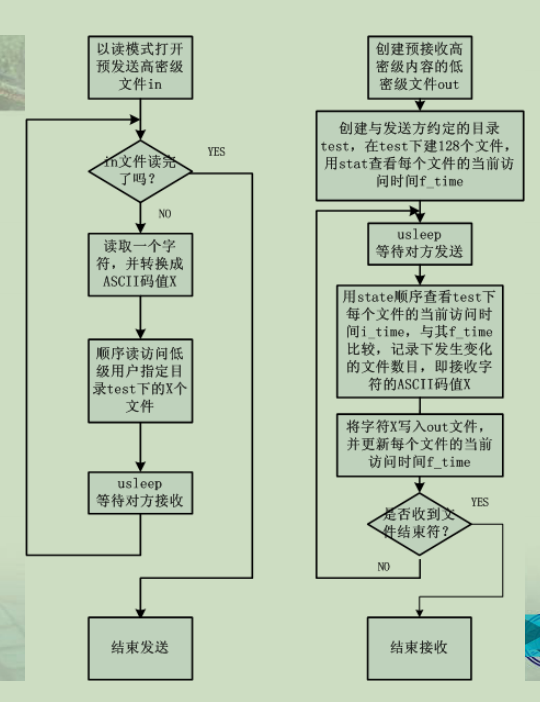 以读模式打开
预发送高密级
文件in
in文件读完
了吗？
YES
NO
读取一个字
符，并转换成
ASCII码值X
顺序读访问低
级用户指定目
录test下的X个
文件
usleep
等待对方接收
结束发送
创建预接收高
密级内容的低
密级文件out
创建与发送方约定的目录
test，在test下建128个文件，
用stat查看每个文件的当前访
问时间f_time
usleep
等待对方发送
用state顺序查看test下
每个文件的当前访问时
间i_time，与其f_time
比较，记录下发生变化
的文件数目，即接收字
符的ASCII码值X
将字符X写入out文件，
并更新每个文件的当前
访问时间f_time
是否收到文
件结束符？
YES
NO
结束接收